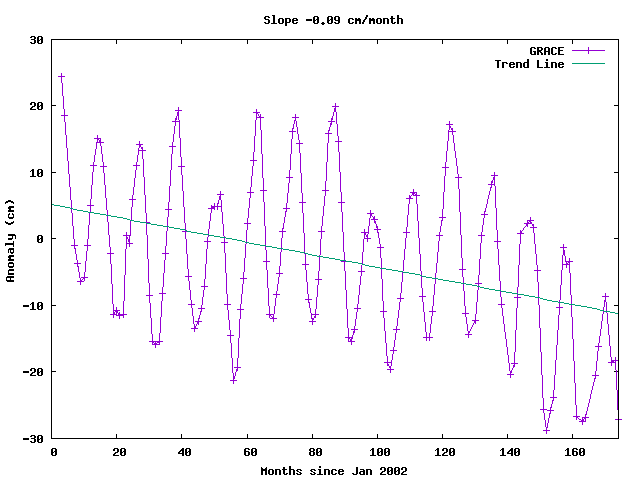 Slope -0.09 cm/month
GRACE
Trend Line
30
20
10
0
-10
-20
-30
Anomaly (cm)
0 20 40 60 80 100 120 140 160
Months since Jan 2002